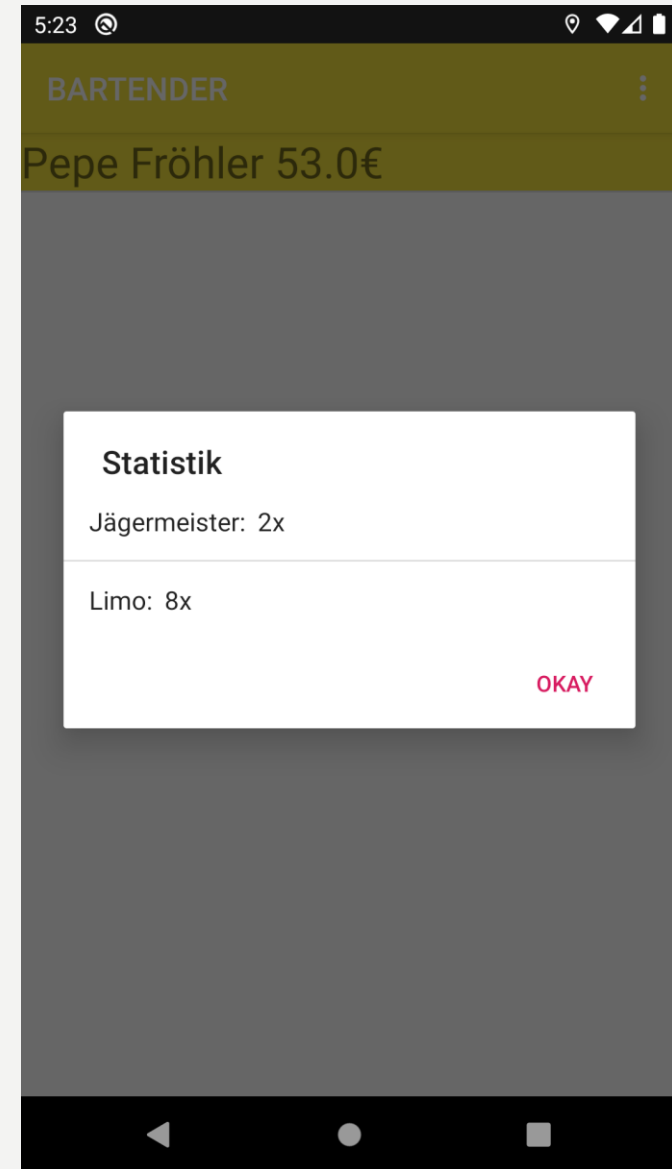 5:23
BARTENDER
Pepe Fröhler 53.0€
Statistik
Jägermeister: 2x
Limo: 8x
OKAY